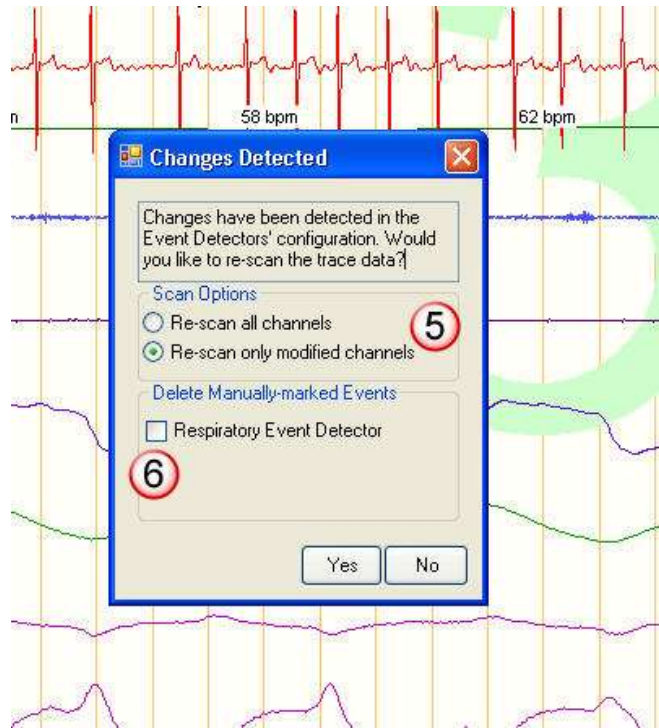 n
58 bpm
62 bpm
Changes Detected
Changes have been detected in the
Event Detectors' configuration. Would
you like to re-scan the trace data?
Scan Options
Re-scan all channels
5
Re-scan only modified channels
Delete Manually-marked Events
Respiratory Event Detector
6
Yes
No